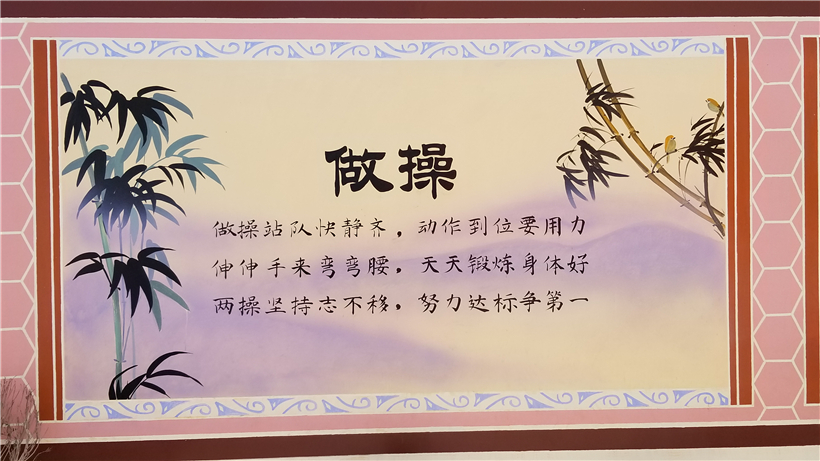 做操
做操站队快静齐，动作到位要用力
伸伸手来弯弯腰，天天锻炼身体好
两操坚持志不移，努力达标争第一